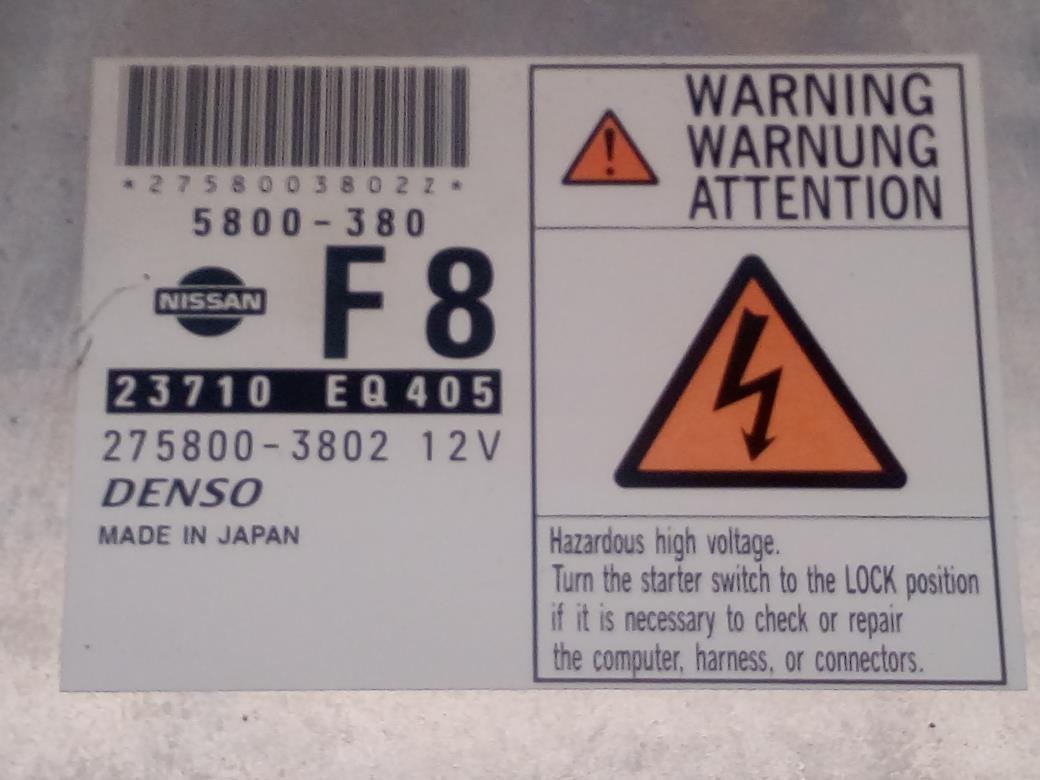 *2758003802Z*
5800-380
NISSAN
F8
23710 EQ405
275800-3802 12V
DENSO
MADE IN JAPAN
!
WARNING
WARNUNG
ATTENTION
Hazardous high voltage.
Turn the starter switch to the LOCK position
if it is necessary to check or repair
the computer, harness, or connectors.